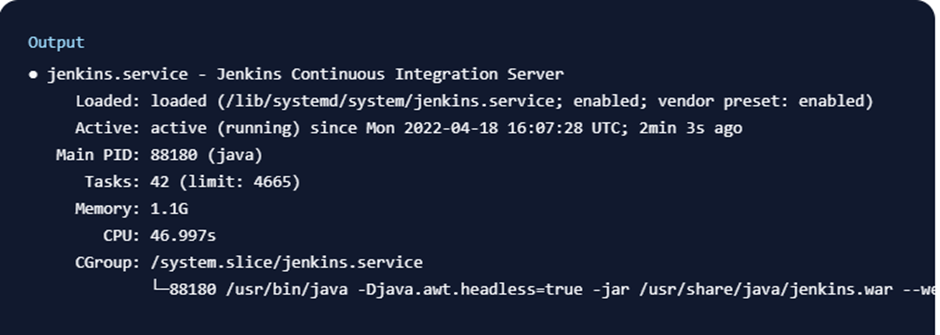 Output
● jenkins.service - Jenkins Continuous Integration Server
Loaded: loaded (/lib/systemd/system/jenkins.service; enabled; vendor preset: enabled)
Active: active (running) since Mon 2022-04-18 16:07:28 UTC; 2min 3s ago
Main PID: 88180 (java)
Tasks: 42 (limit: 4665)
Memory: 1.1G
CPU: 46.997s
CGroup: /system.slice/jenkins.service
└─88180 /usr/bin/java -Djava.awt.headless=true -jar /usr/share/java/jenkins.war